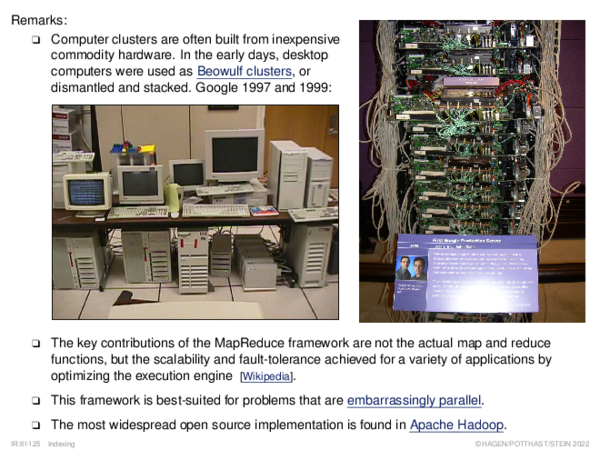 Remarks:
❑ Computer clusters are often built from inexpensive
commodity hardware. In the early days, desktop
computers were used as Beowulf clusters, or
dismantled and stacked. Google 1997 and 1999:
First Google Production Server
❑ The key contributions of the MapReduce framework are not the actual map and reduce
functions, but the scalability and fault-tolerance achieved for a variety of applications by
optimizing the execution engine [Wikipedia].
❑ This framework is best-suited for problems that are embarrassingly parallel.
❑ The most widespread open source implementation is found in Apache Hadoop.
IR:III-125 Indexing
©HAGEN/POTTHAST/STEIN 2022